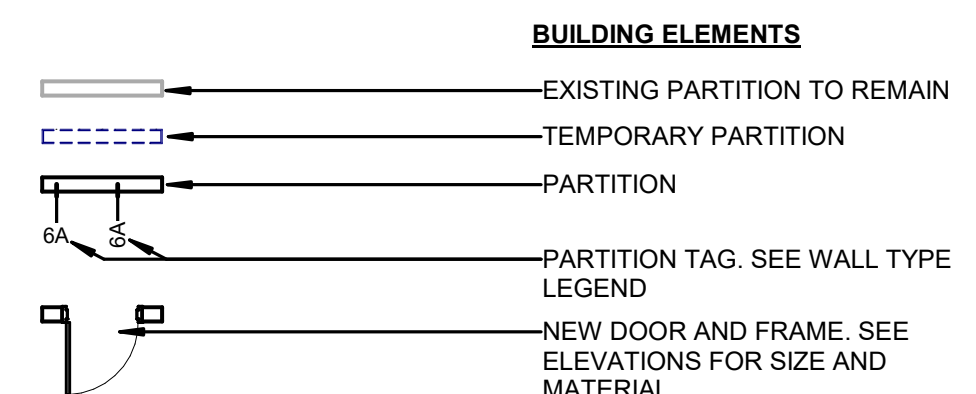 BUILDING ELEMENTS
EXISTING PARTITION TO REMAIN
TEMPORARY PARTITION
PARTITION
6A
6A
PARTITION TAG. SEE WALL TYPE
LEGEND
NEW DOOR AND FRAME. SEE
ELEVATIONS FOR SIZE AND
MATERIAL